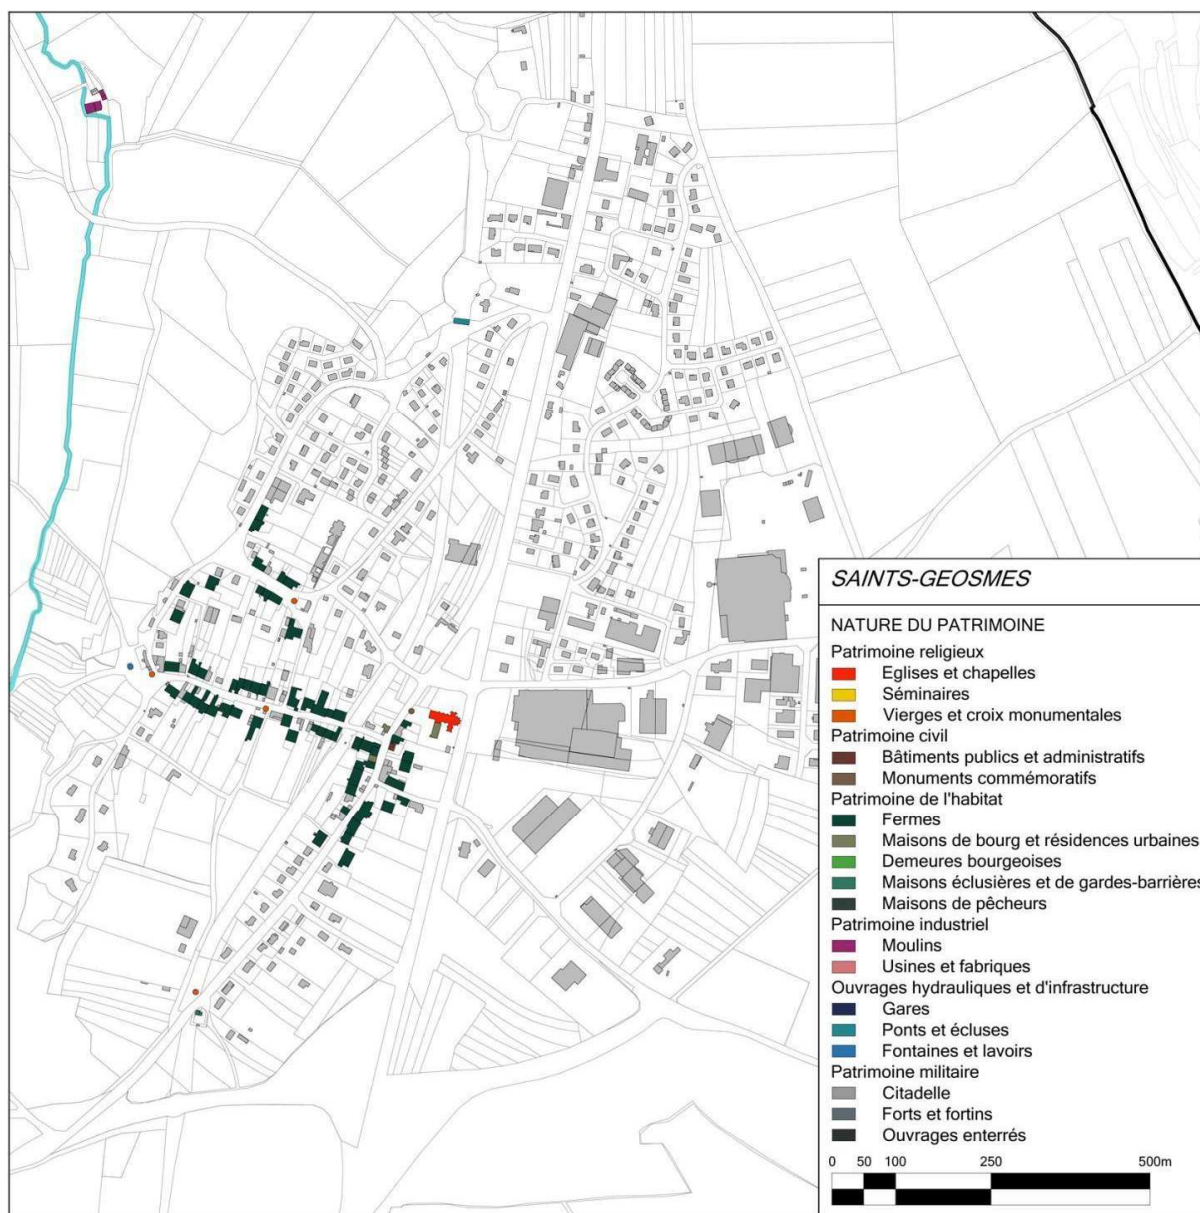 SAINTS-GEOSMES
NATURE DU PATRIMOINE
Patrimoine religieux
Eglises et chapelles
Séminaires
Vierges et croix monumentales
Patrimoine civil
Bâtiments publics et administratifs
Monuments commémoratifs
Patrimoine de l'habitat
Fermes
Maisons de bourg et résidences urbaines
Demeures bourgeoises
Maisons éclusières et de gardes-barrières
Maisons de pêcheurs
Patrimoine industriel
Moulins
Usines et fabriques
Ouvrages hydrauliques et d'infrastructure
Gares
Ponts et écluses
Fontaines et lavoirs
Patrimoine militaire
Citadelle
Forts et fortins
Ouvrages enterrés
0 50 100 250 500m